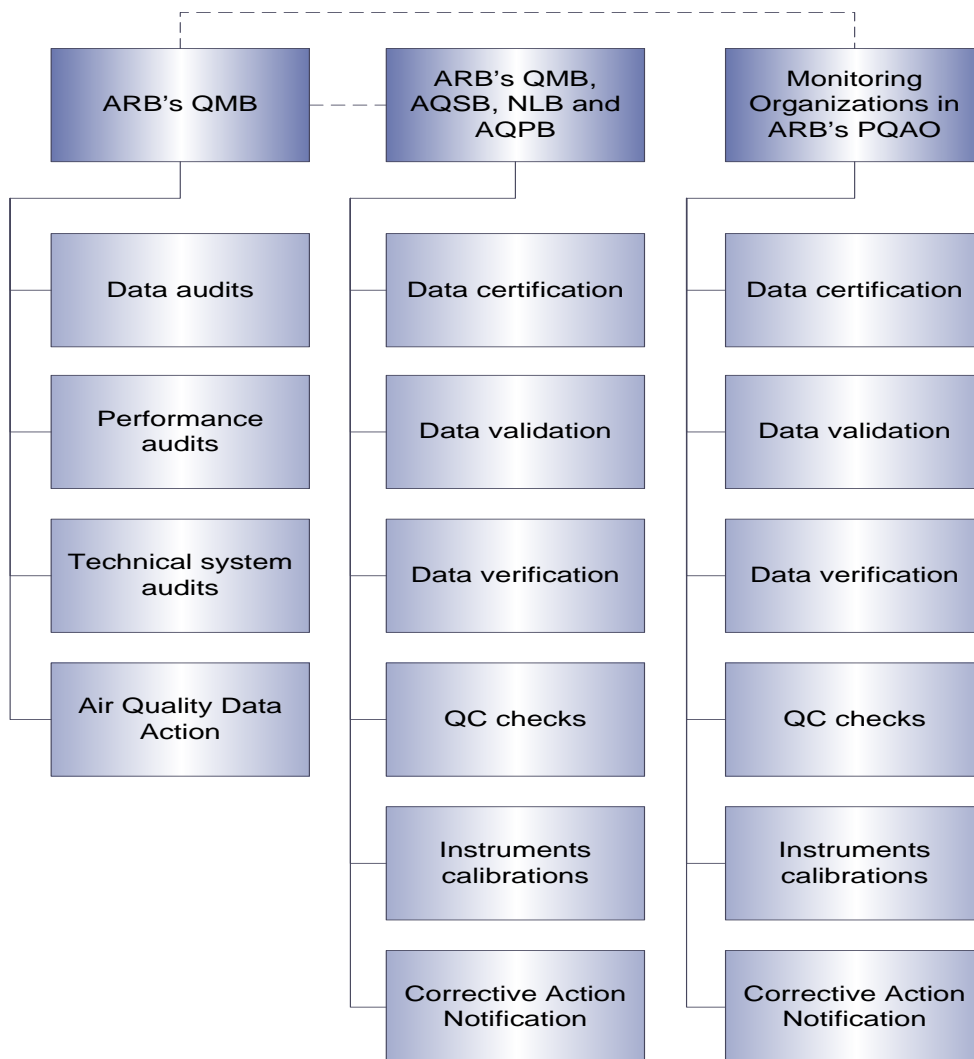 ARB's QMB
ARB's QMB,
AQSB, NLB and
AQPB
Monitoring
Organizations in
ARB's PQAO
Data audits
Performance
audits
Technical system
audits
Air Quality Data
Action
Data certification
Data validation
Data verification
QC checks
Instruments
calibrations
Corrective Action
Notification
Data certification
Data validation
Data verification
QC checks
Instruments
calibrations
Corrective Action
Notification